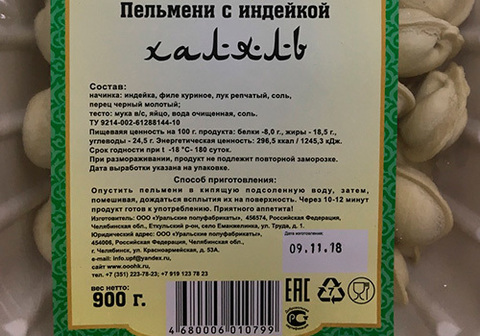 Пельмени с индейкой
халяль
Состав:
начинка: индейка, филе куриное, лук репчатый, соль,
перец черный молотый;
тесто: мука в/с, яйцо, вода очищенная, соль.
ТУ 9214-002-61288144-10
Пищевая ценность на 100 г. продукта: белки -8,0 г., жиры - 18,5 г.,
углеводы - 24,5 г. Энергетическая ценность: 296,5 ккал / 1245,3 кДж.
Срок годности при t -18 °С- 180 суток.
При размораживании, продукт не подлежит повторной заморозке.
Дата выработки указана на упаковке.
Способ приготовления:
Опустить пельмени в кипящую подсоленную воду, затем,
помешивая, дождаться всплытия их на поверхность. Через 10-12 минут
продукт готов к употреблению. Приятного аппетита!
Изготовитель: ООО «Уральские полуфабрикаты», 456574, Российская Федерация,
Челябинская обл., Еткульский р-он, село Еманжелинка, ул. Труда, д. 1.
Юридический адрес: ООО «Уральские полуфабрикаты»,
454008, Российская Федерация, Челябинская обл.,
г. Челябинск, ул. Красноармейская, д. 53А.
e-mail: info.upf@yandex.ru
сайт www.ooohk.ru
тел: +7 (351) 223-78-23; +7 919 123 78 23
09.11.18
вес нетто:
900 г.
4 680006 010799
EAC
7